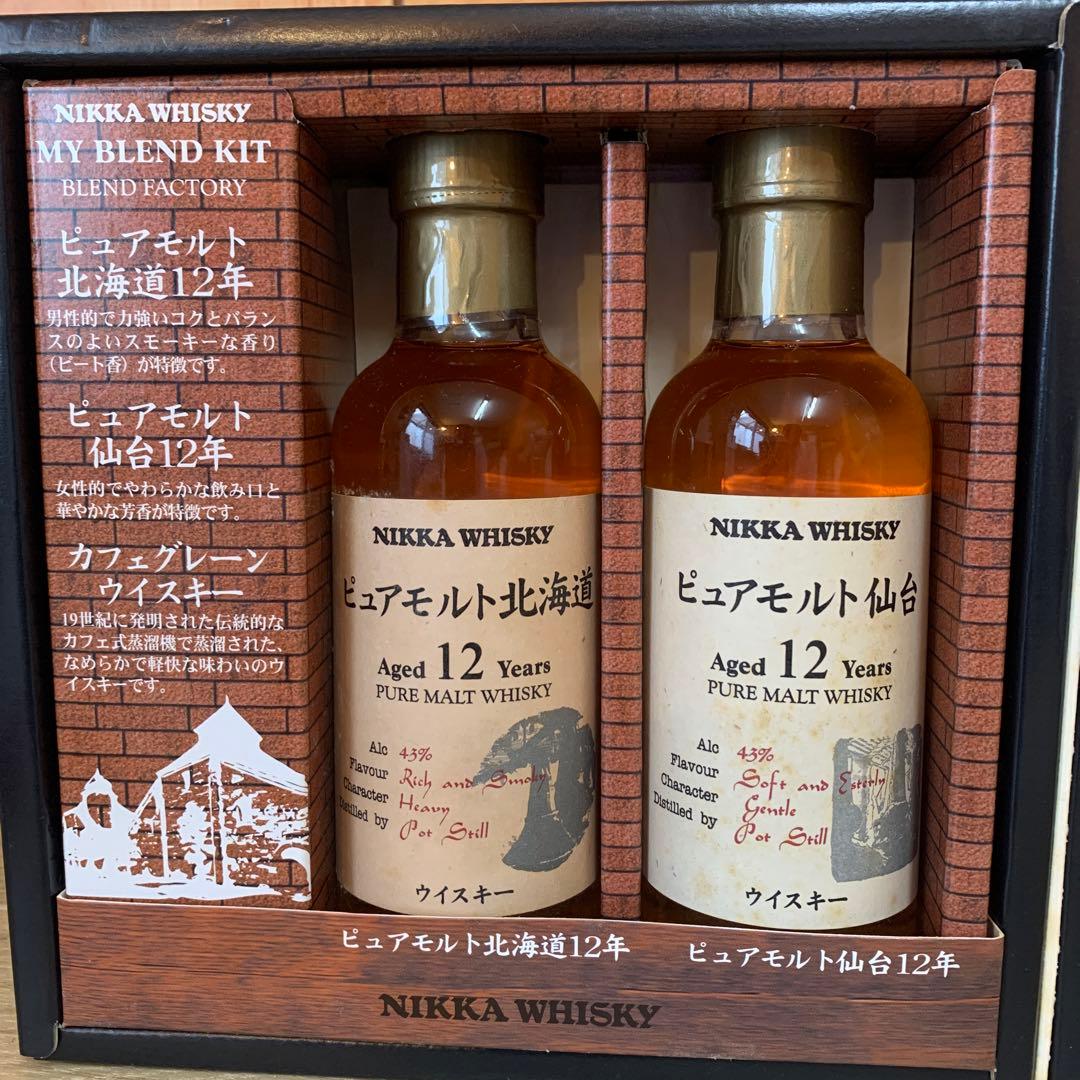 NIKKA WHISKY
MY BLEND KIT
BLEND FACTORY
ピュアモルト
北海道12年
男性的で力強いコクとバラン
スのよいスモーキーな香り
（ピート香）が特徴です。
ピュアモルト
仙台12年
女性的でやわらかな飲み口と
華やかな芳香が特徴です。
カフェグレーン
ウイスキー
19世紀に発明された伝統的な
カフェ式蒸溜機で蒸溜された、
なめらかで軽快な味わいのウ
イスキーです。
NIKKA WHISKY
ピュアモルト北海道
Aged 12 Years
PURE MALT WHISKY
Alc 43%
Flavour Rich and Smoky
Character Heavy
Distilled by Pot Still
ウイスキー
NIKKA WHISKY
ピュアモルト仙台
Aged 12 Years
PURE MALT WHISKY
Alc 43%
Flavour Soft and Esterly
Character Gentle
Distilled by Pot Still
ウイスキー
ピュアモルト北海道12年
ピュアモルト仙台12年
NIKKA WHISKY